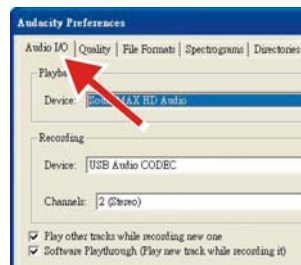 Audacity Preferences
Audio I/O Quality File Formats Spectrograms Directories
Device: HD Audio
Recording
Device: USB Audio CODEC
Channels: 2 (Stereo)
Play other tracks while recording new one
Software Playthrough (Play new track while recording it)